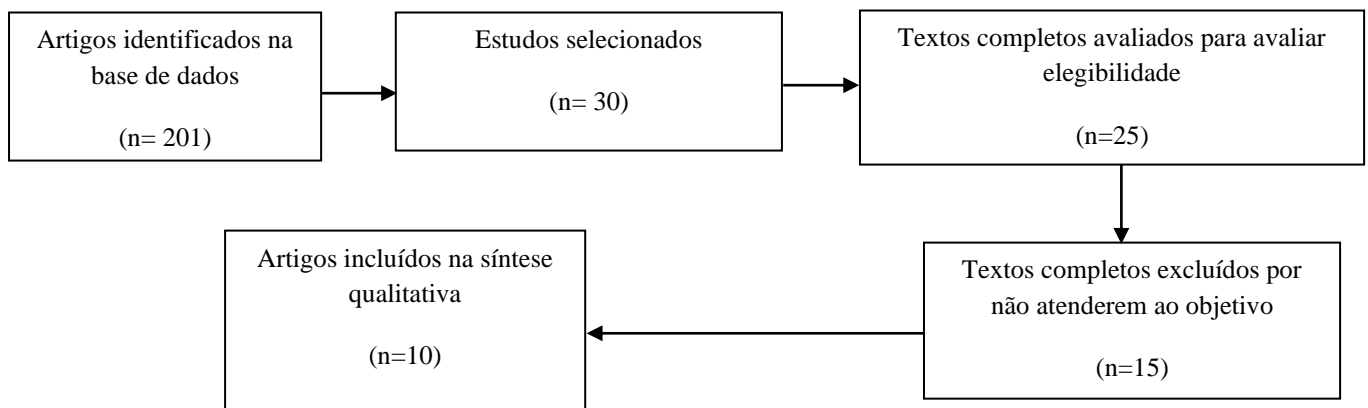 Artigos identificados na
base de dados
(n= 201)
Estudos selecionados
(n= 30)
Textos completos avaliados para avaliar
elegibilidade
(n=25)
Textos completos excluídos por
não atenderem ao objetivo
(n=15)
Artigos incluídos na síntese
qualitativa
(n=10)